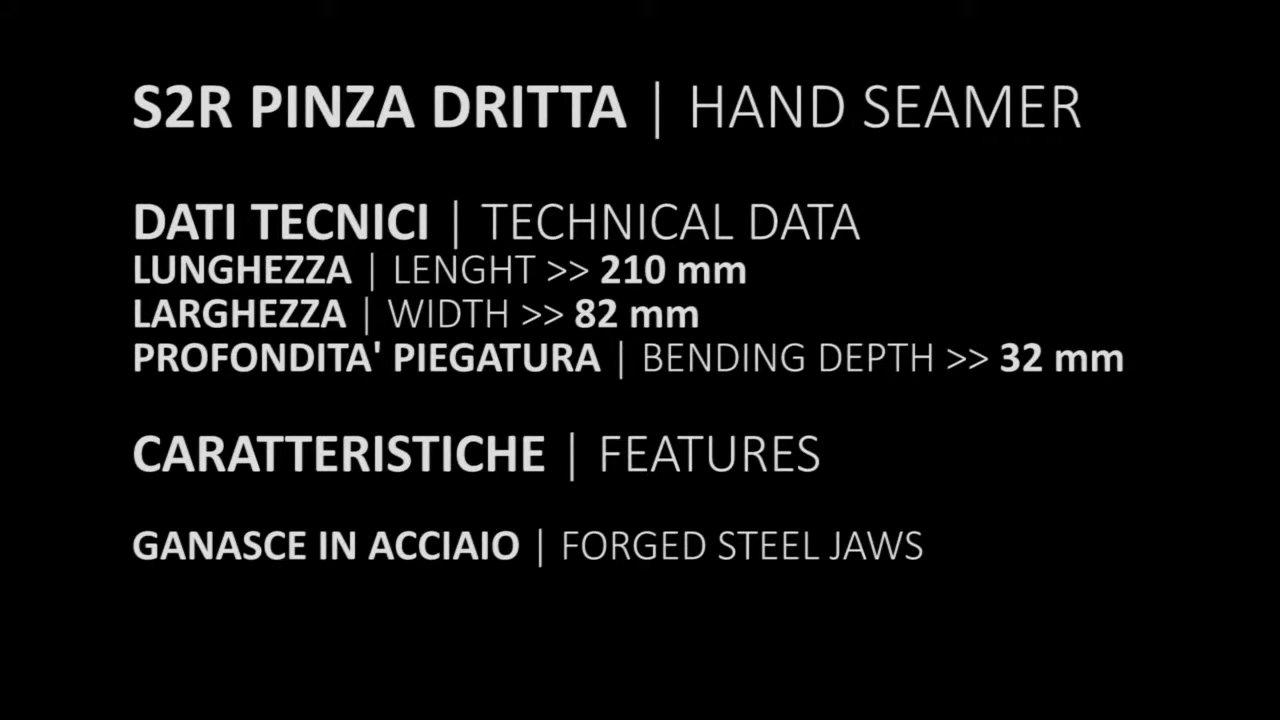 S2R PINZA DRITTA | HAND SEAMER
DATI TECNICI | TECHNICAL DATA
LUNGHEZZA | LENGHT >> 210 mm
LARGHEZZA | WIDTH >> 82 mm
PROFONDITA' PIEGATURA | BENDING DEPTH >> 32 mm
CARATTERISTICHE | FEATURES
GANASCE IN ACCIAIO | FORGED STEEL JAWS